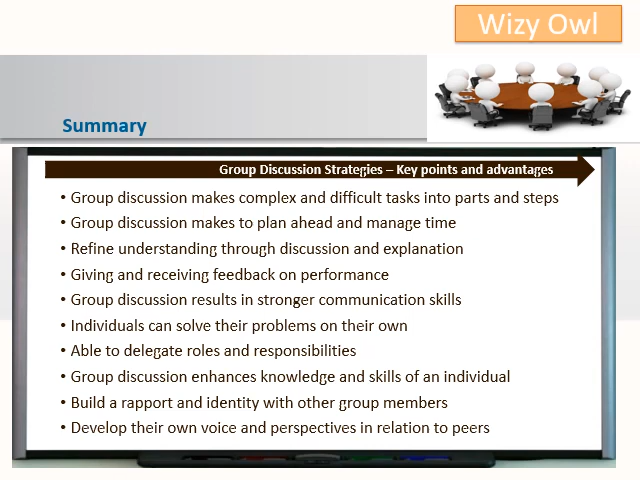 Wizy Owl
Summary
Group Discussion Strategies – Key points and advantages
• Group discussion makes complex and difficult tasks into parts and steps
• Group discussion makes to plan ahead and manage time
• Refine understanding through discussion and explanation
• Giving and receiving feedback on performance
• Group discussion results in stronger communication skills
• Individuals can solve their problems on their own
• Able to delegate roles and responsibilities
• Group discussion enhances knowledge and skills of an individual
• Build a rapport and identity with other group members
• Develop their own voice and perspectives in relation to peers